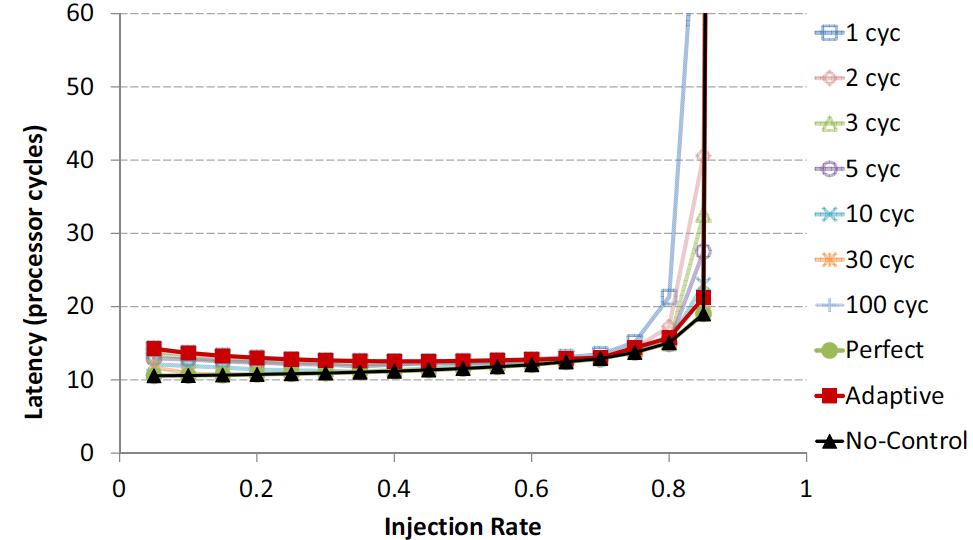 60
50
40
30
20
10
0
Latency (processor cycles)
0 0.2 0.4 0.6 0.8 1
Injection Rate
1 cyc
2 cyc
3 cyc
5 cyc
10 cyc
30 cyc
100 cyc
Perfect
Adaptive
No-Control